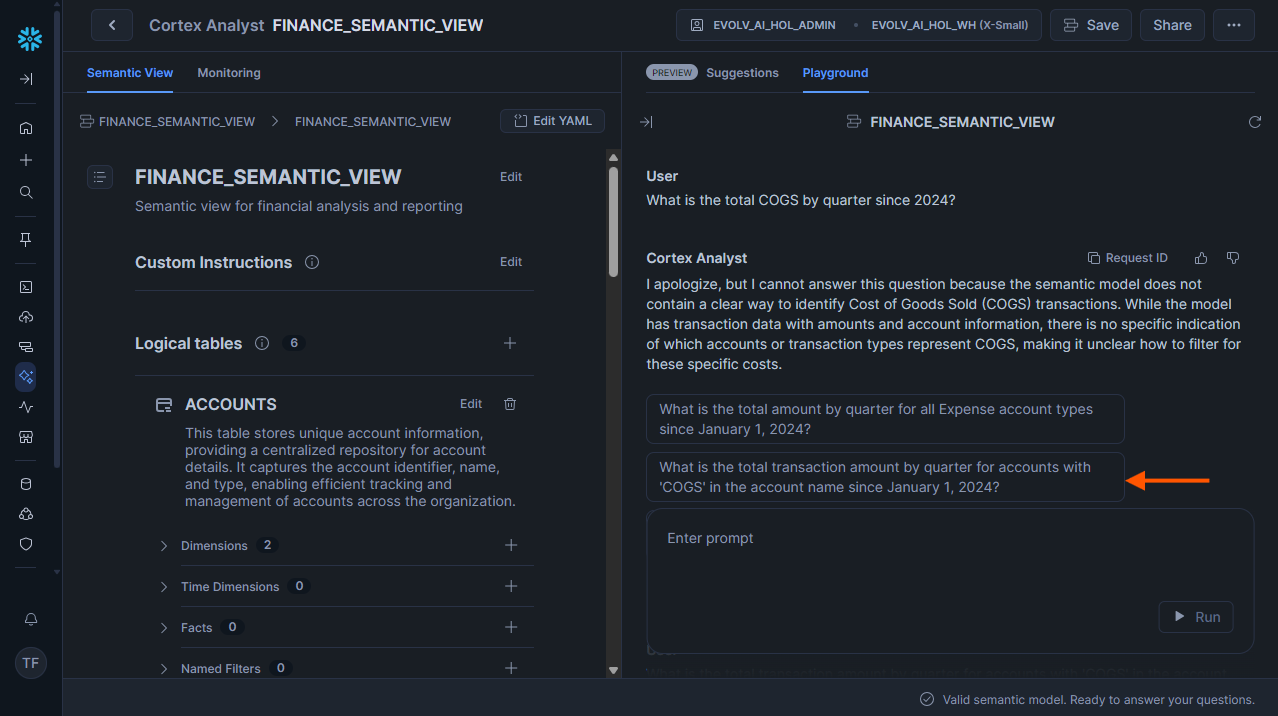 Cortex Analyst FINANCE_SEMANTIC_VIEW
EVOLV_AI_HOL_ADMIN • EVOLV_AI_HOL_WH (X-Small)
Save
Share
Semantic View
Monitoring
PREVIEW Suggestions
Playground
FINANCE_SEMANTIC_VIEW
FINANCE_SEMANTIC_VIEW
Edit YAML
FINANCE_SEMANTIC_VIEW
FINANCE_SEMANTIC_VIEW
Edit
Semantic view for financial analysis and reporting
Custom Instructions
Edit
Logical tables 6
ACCOUNTS
Edit
This table stores unique account information,
providing a centralized repository for account
details. It captures the account identifier, name,
and type, enabling efficient tracking and
management of accounts across the organization.
Dimensions 2
Time Dimensions 0
Facts 0
Named Filters 0
TF
User
What is the total COGS by quarter since 2024?
Cortex Analyst
Request ID
I apologize, but I cannot answer this question because the semantic model does not
contain a clear way to identify Cost of Goods Sold (COGS) transactions. While the model
has transaction data with amounts and account information, there is no specific indication
of which accounts or transaction types represent COGS, making it unclear how to filter for
these specific costs.
What is the total amount by quarter for all Expense account types
since January 1, 2024?
What is the total transaction amount by quarter for accounts with
'COGS' in the account name since January 1, 2024?
Enter prompt
Run
Valid semantic model. Ready to answer your questions.